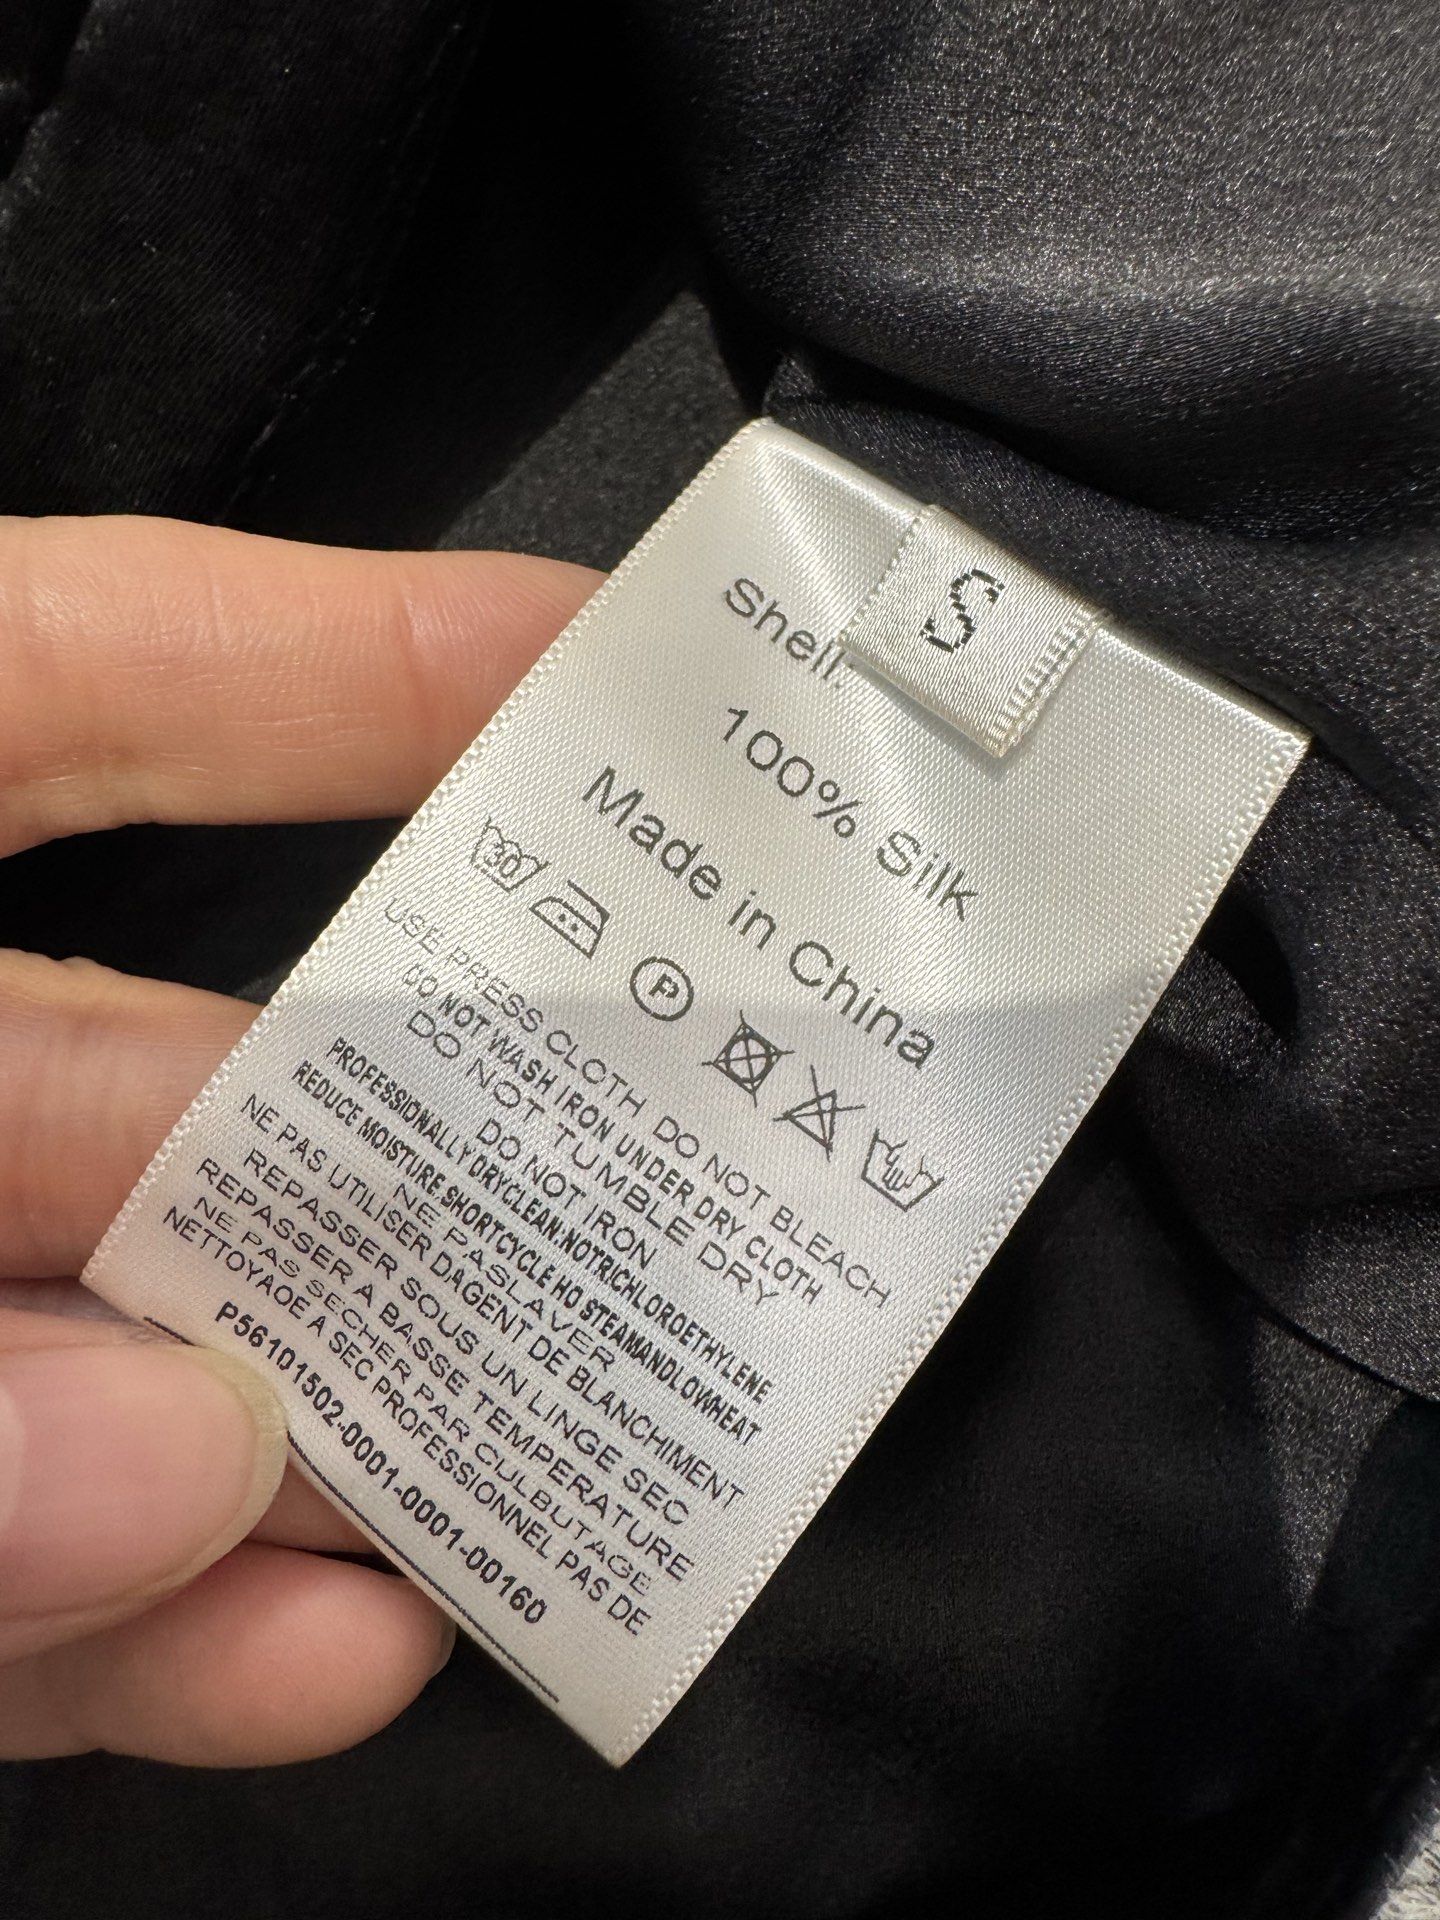 S
Shell:
100% Silk
Made in China
30
P
USE PRESS CLOTH DO NOT BLEACH
DO NOT WASH IRON UNDER DRY CLOTH
DO NOT TUMBLE DRY
DO NOT IRON
PROFESSIONALLYDRYCLEAN:NOTRICHLOROETHYLENE
REDUCE MOISTURE.SHORTCYCLE HO STEAMANDLOWHEAT
NE PASLAVER
NE PAS UTILISER DAGENT DE BLANCHIMENT
REPASSER SOUS UN LINGE SEC
REPASSER A BASSE TEMPERATURE
NE PAS SECHER PAR CULBUTAGE
NETTOYAOE A SEC PROFESSIONNEL PAS DE
P56101502-0001-0001-00160